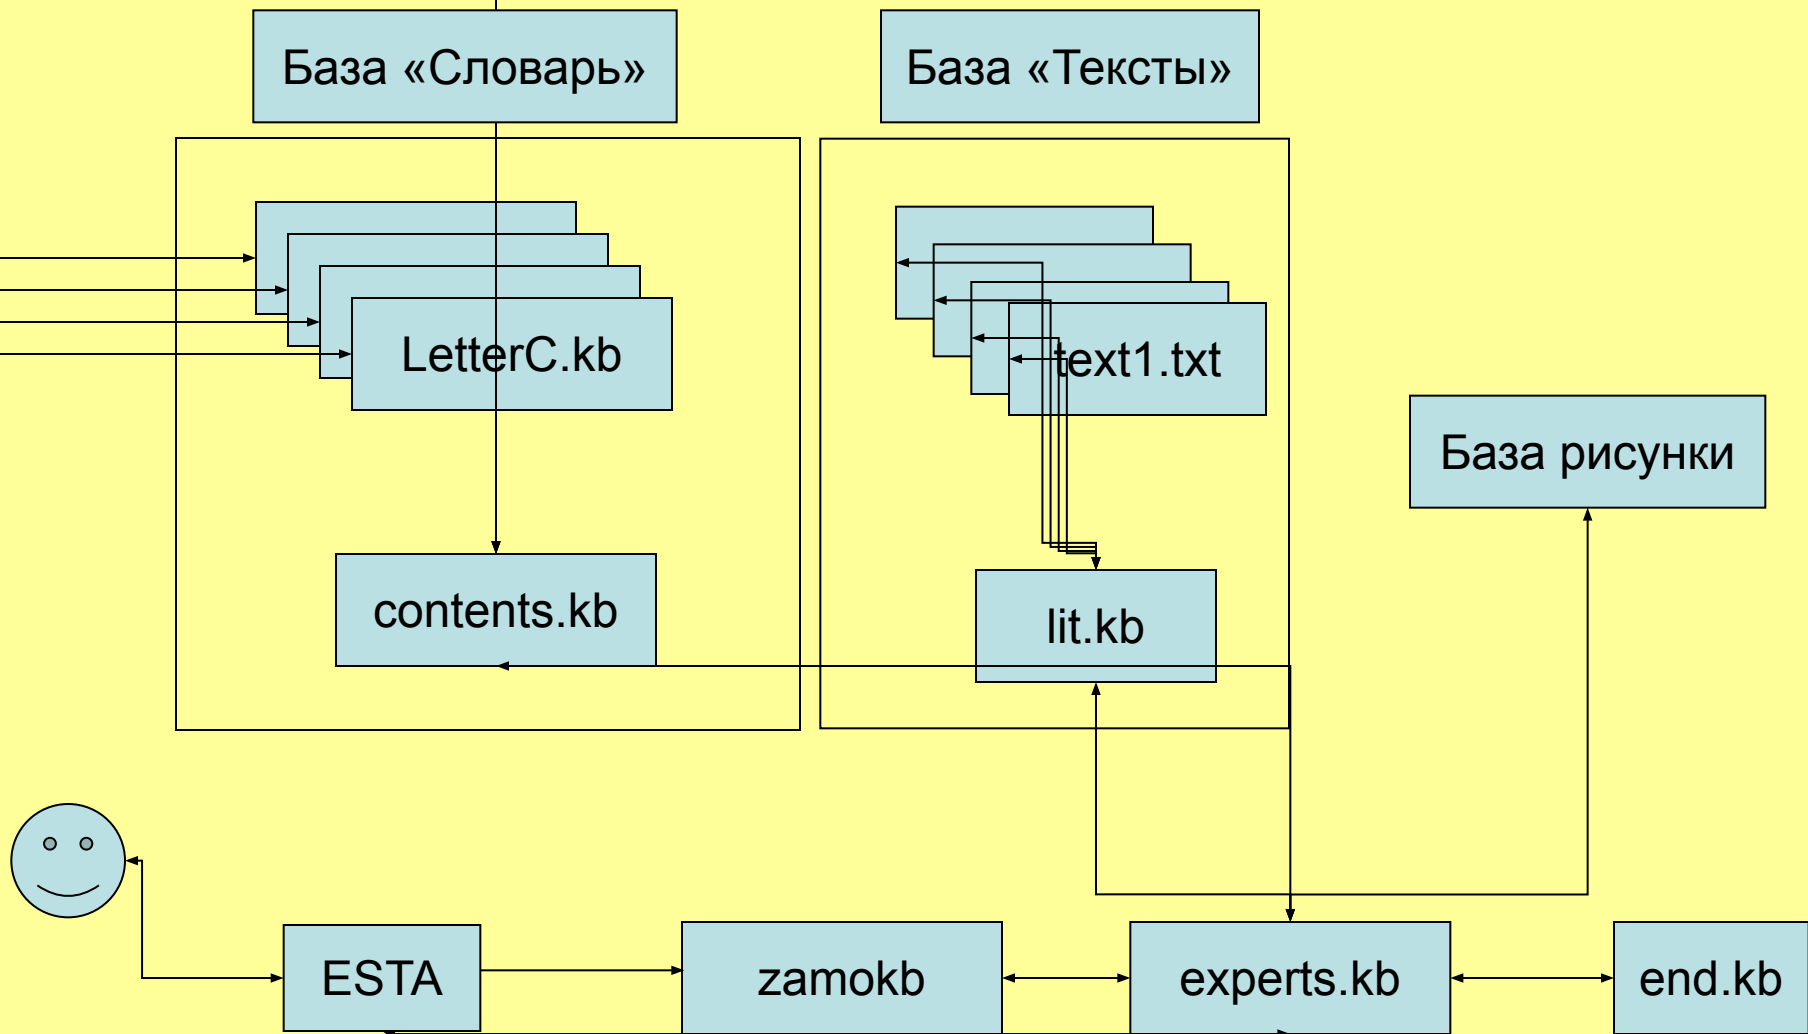 База «Словарь»
База «Тексты»
LetterC.kb
text1.txt
База рисунки
contents.kb
lit.kb
ESTA
zamokb
experts.kb
end.kb